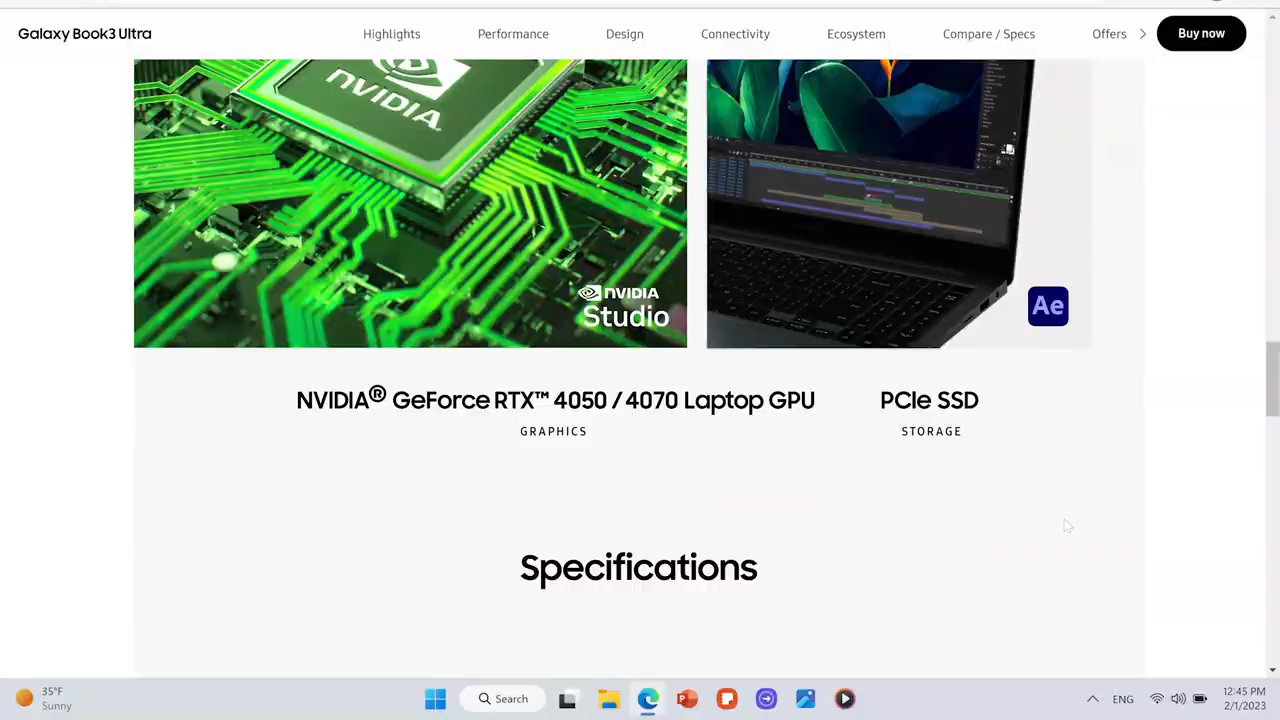 Galaxy Book3 Ultra
Highlights
Performance
Design
Connectivity
Ecosystem
Compare / Specs
Offers
Buy now
NVIDIA
NVIDIA
Studio
Ae
NVIDIA® GeForce RTX™ 4050 / 4070 Laptop GPU
GRAPHICS
PCIe SSD
STORAGE
Specifications
35°F
Sunny
Search
ENG
12:45 PM
2/1/2023